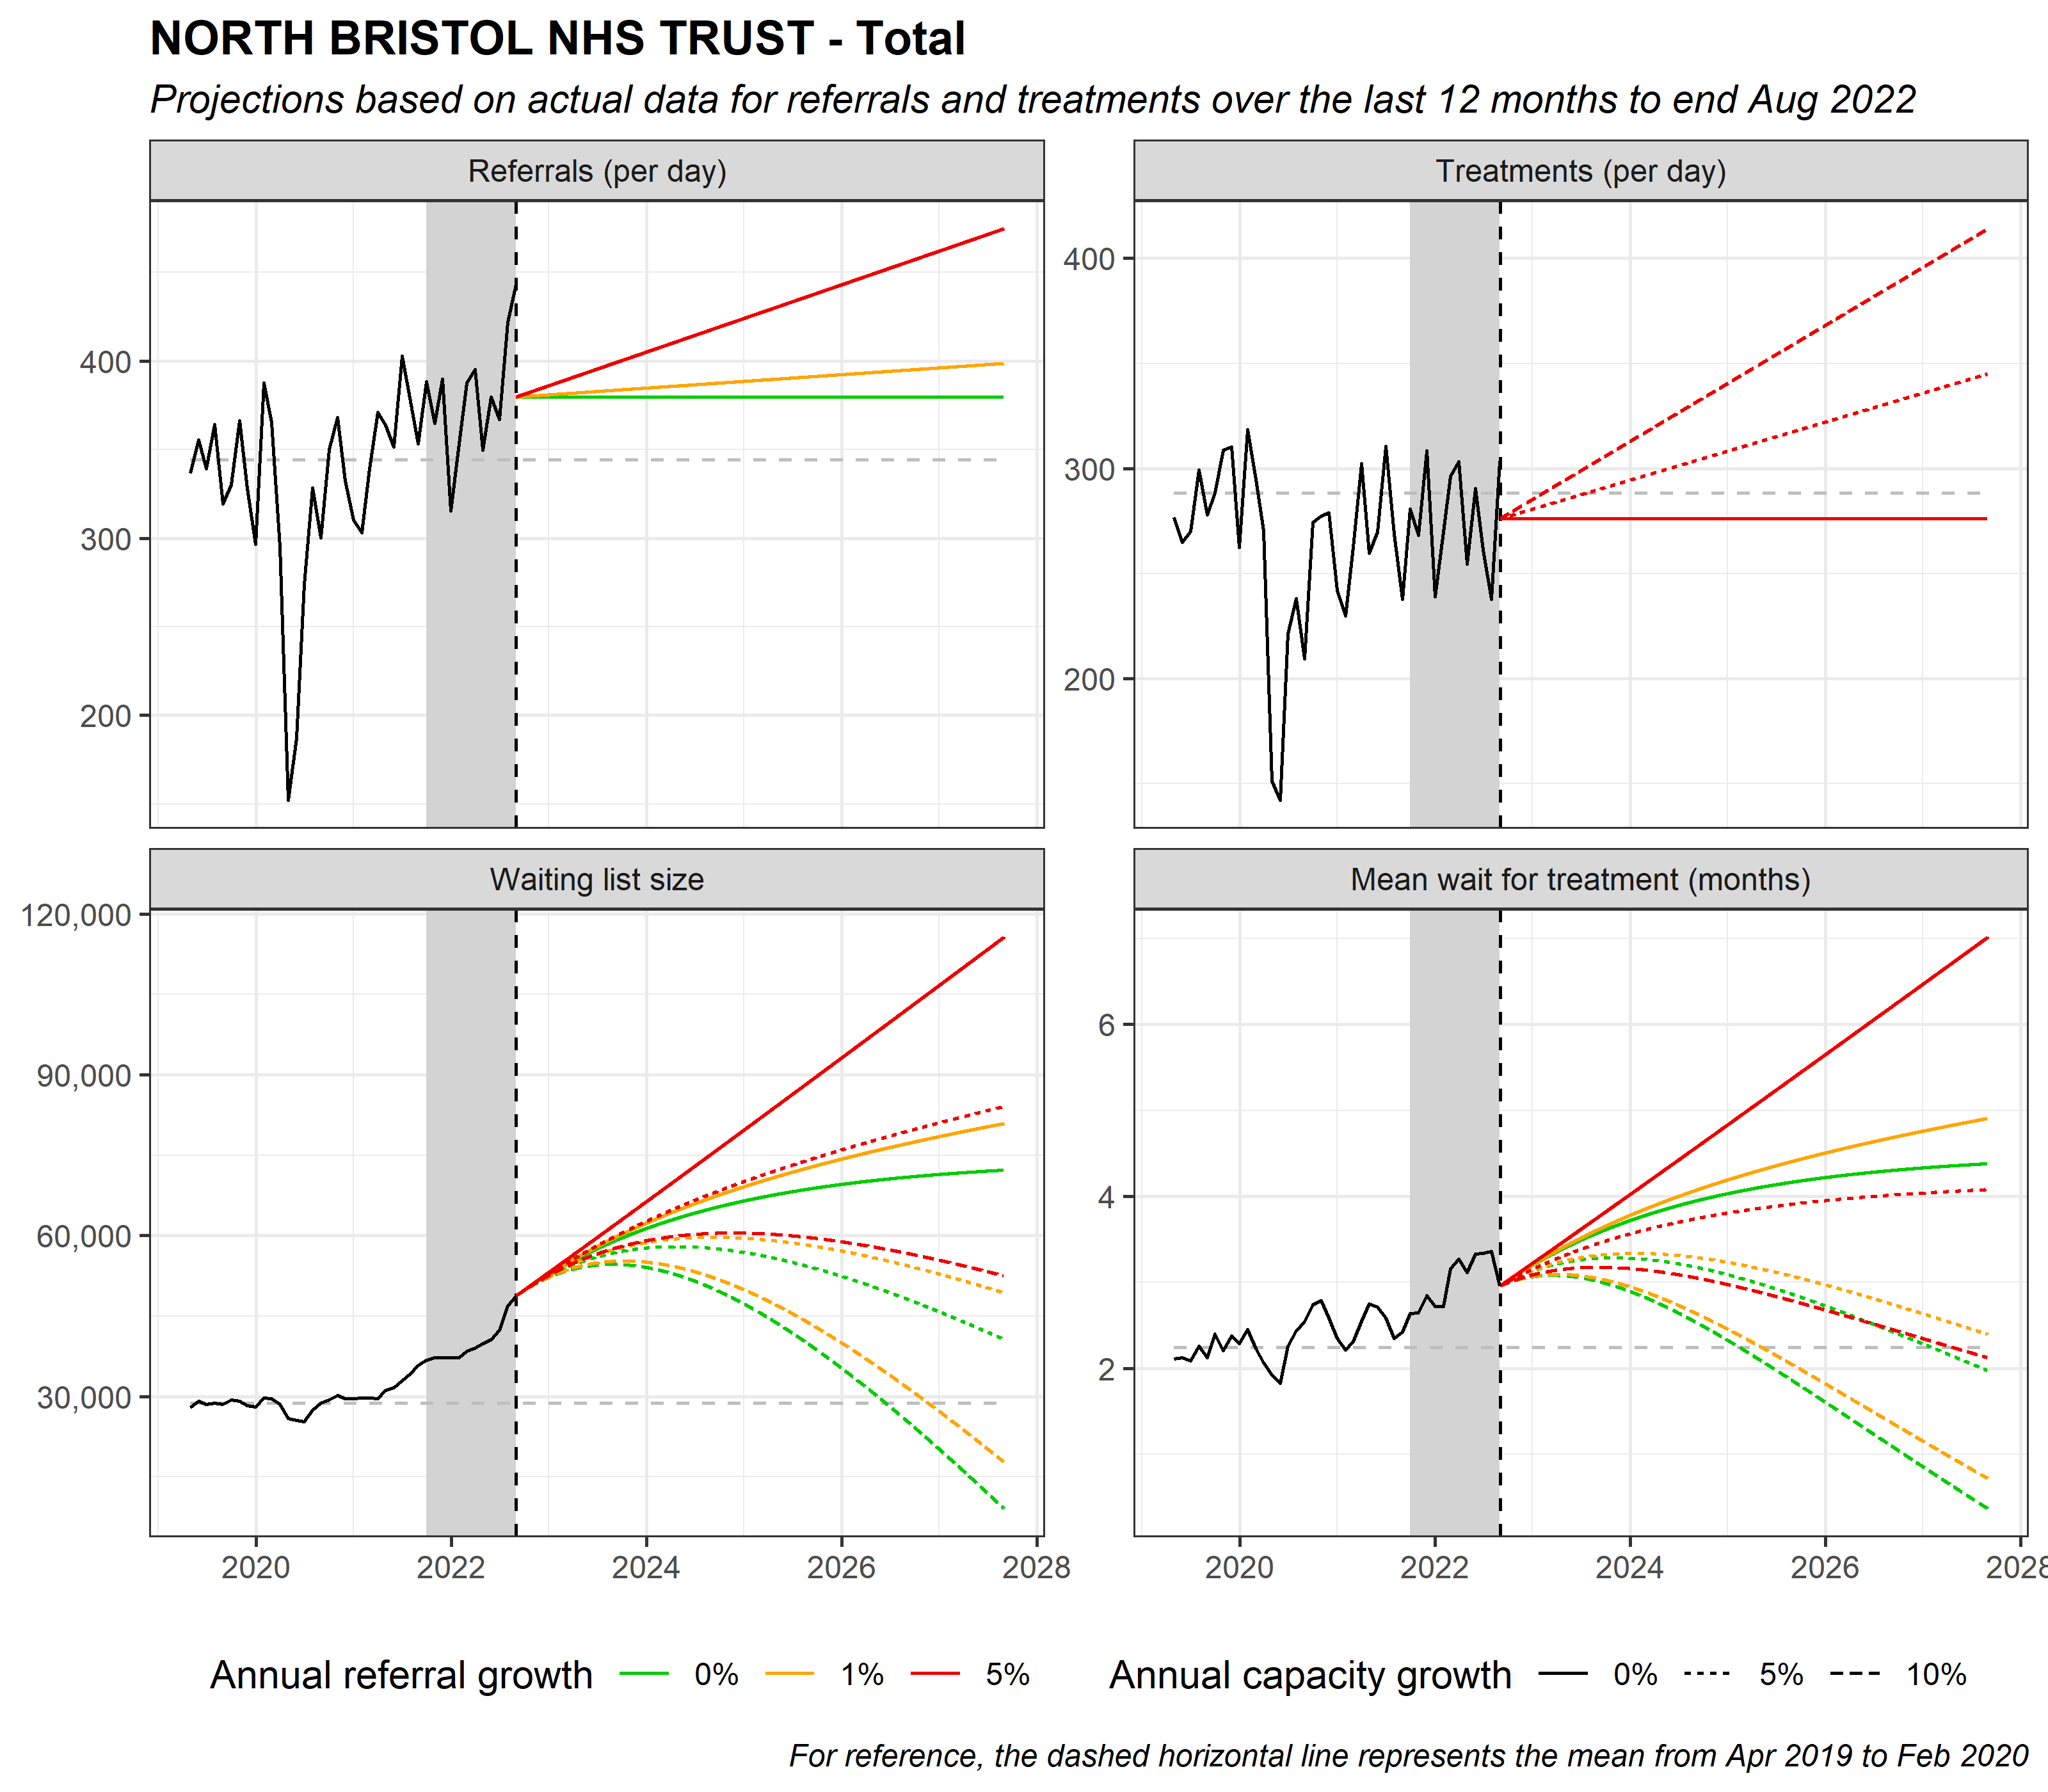 NORTH BRISTOL NHS TRUST - Total
Projections based on actual data for referrals and treatments over the last 12 months to end Aug 2022
Referrals (per day)
400
300
200
Treatments (per day)
400
300
200
Waiting list size
120,000
90,000
60,000
30,000
2020 2022 2024 2026 2028
Mean wait for treatment (months)
6
4
2
2020 2022 2024 2026 2028
Annual referral growth 0% 1% 5%
Annual capacity growth 0% 5% 10%
For reference, the dashed horizontal line represents the mean from Apr 2019 to Feb 2020